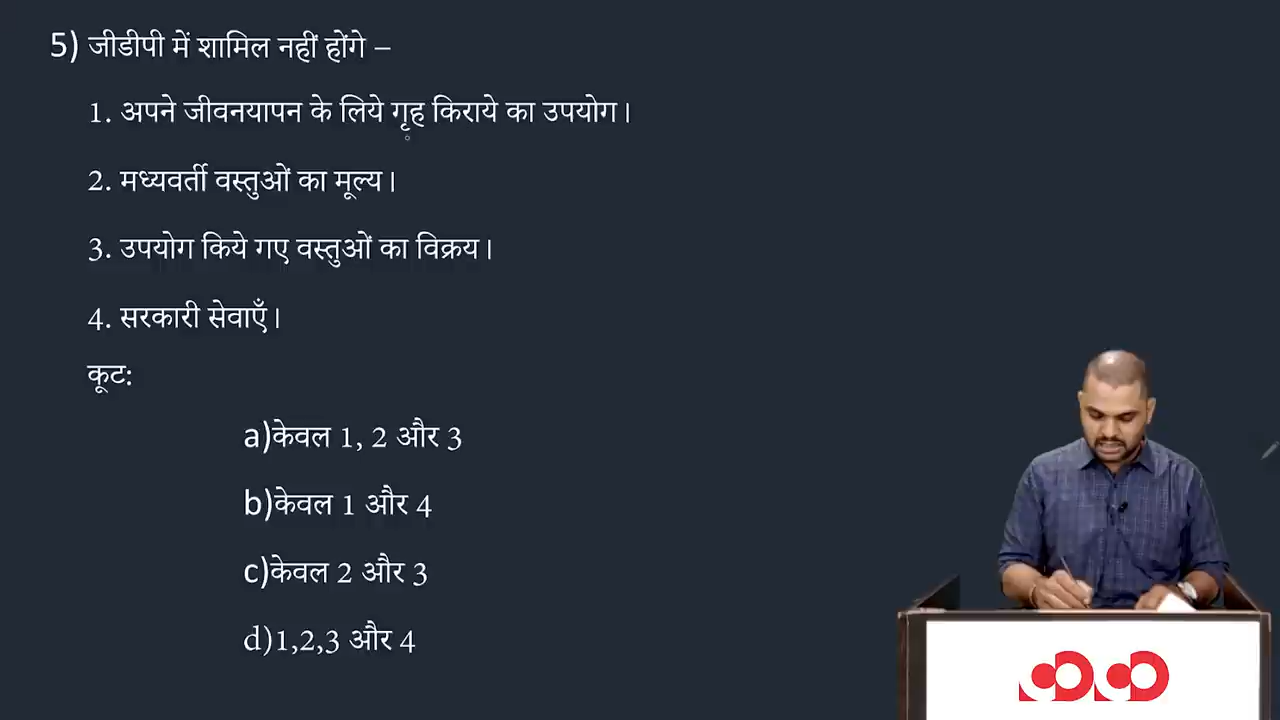 5) जीडीपी में शामिल नहीं होंगे –
1. अपने जीवनयापन के लिये गृह किराये का उपयोग।
2. मध्यवर्ती वस्तुओं का मूल्य।
3. उपयोग किये गए वस्तुओं का विक्रय।
4. सरकारी सेवाएँ।
कूट:
a)केवल 1, 2 और 3
b)केवल 1 और 4
c)केवल 2 और 3
d)1,2,3 और 4